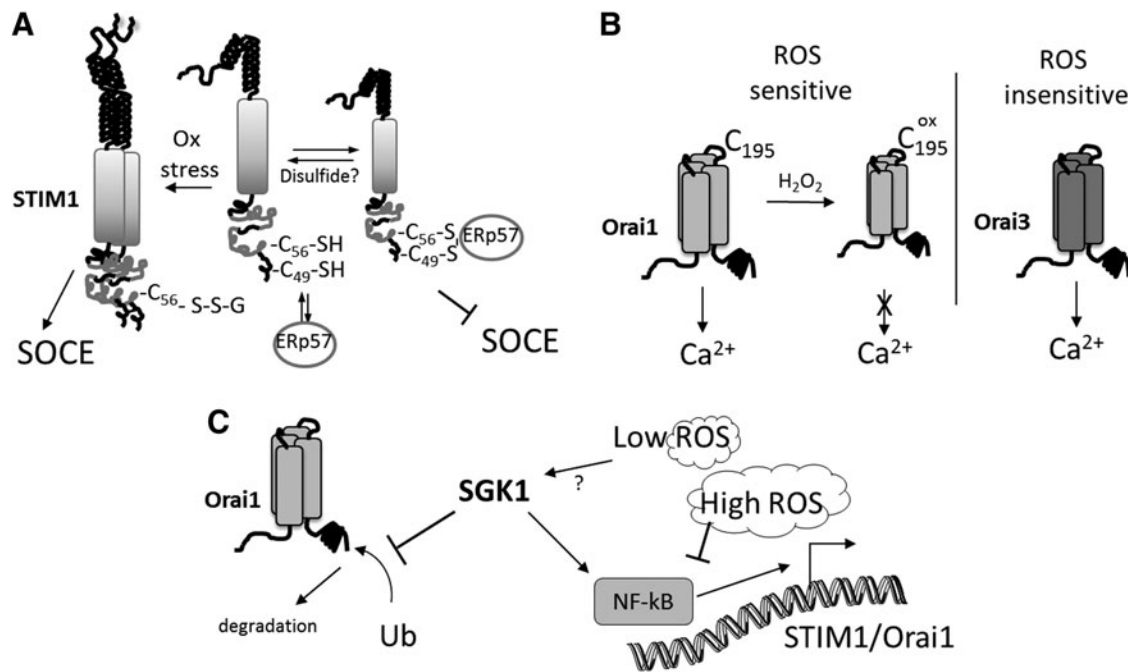 A
Ox
stress
Disulfide?
STIM1
-C56-SH
-C49-SH
-C56-S
-C49-S
ERp57
-C56- S-S-G
ERp57
SOCE
SOCE
B
ROS
sensitive
ROS
insensitive
C195
C195ox
H2O2
Orai1
Orai3
Ca2+
Ca2+
Ca2+
C
Low ROS
?
Orai1
SGK1
High ROS
NF-kB
degradation
Ub
STIM1/Orai1